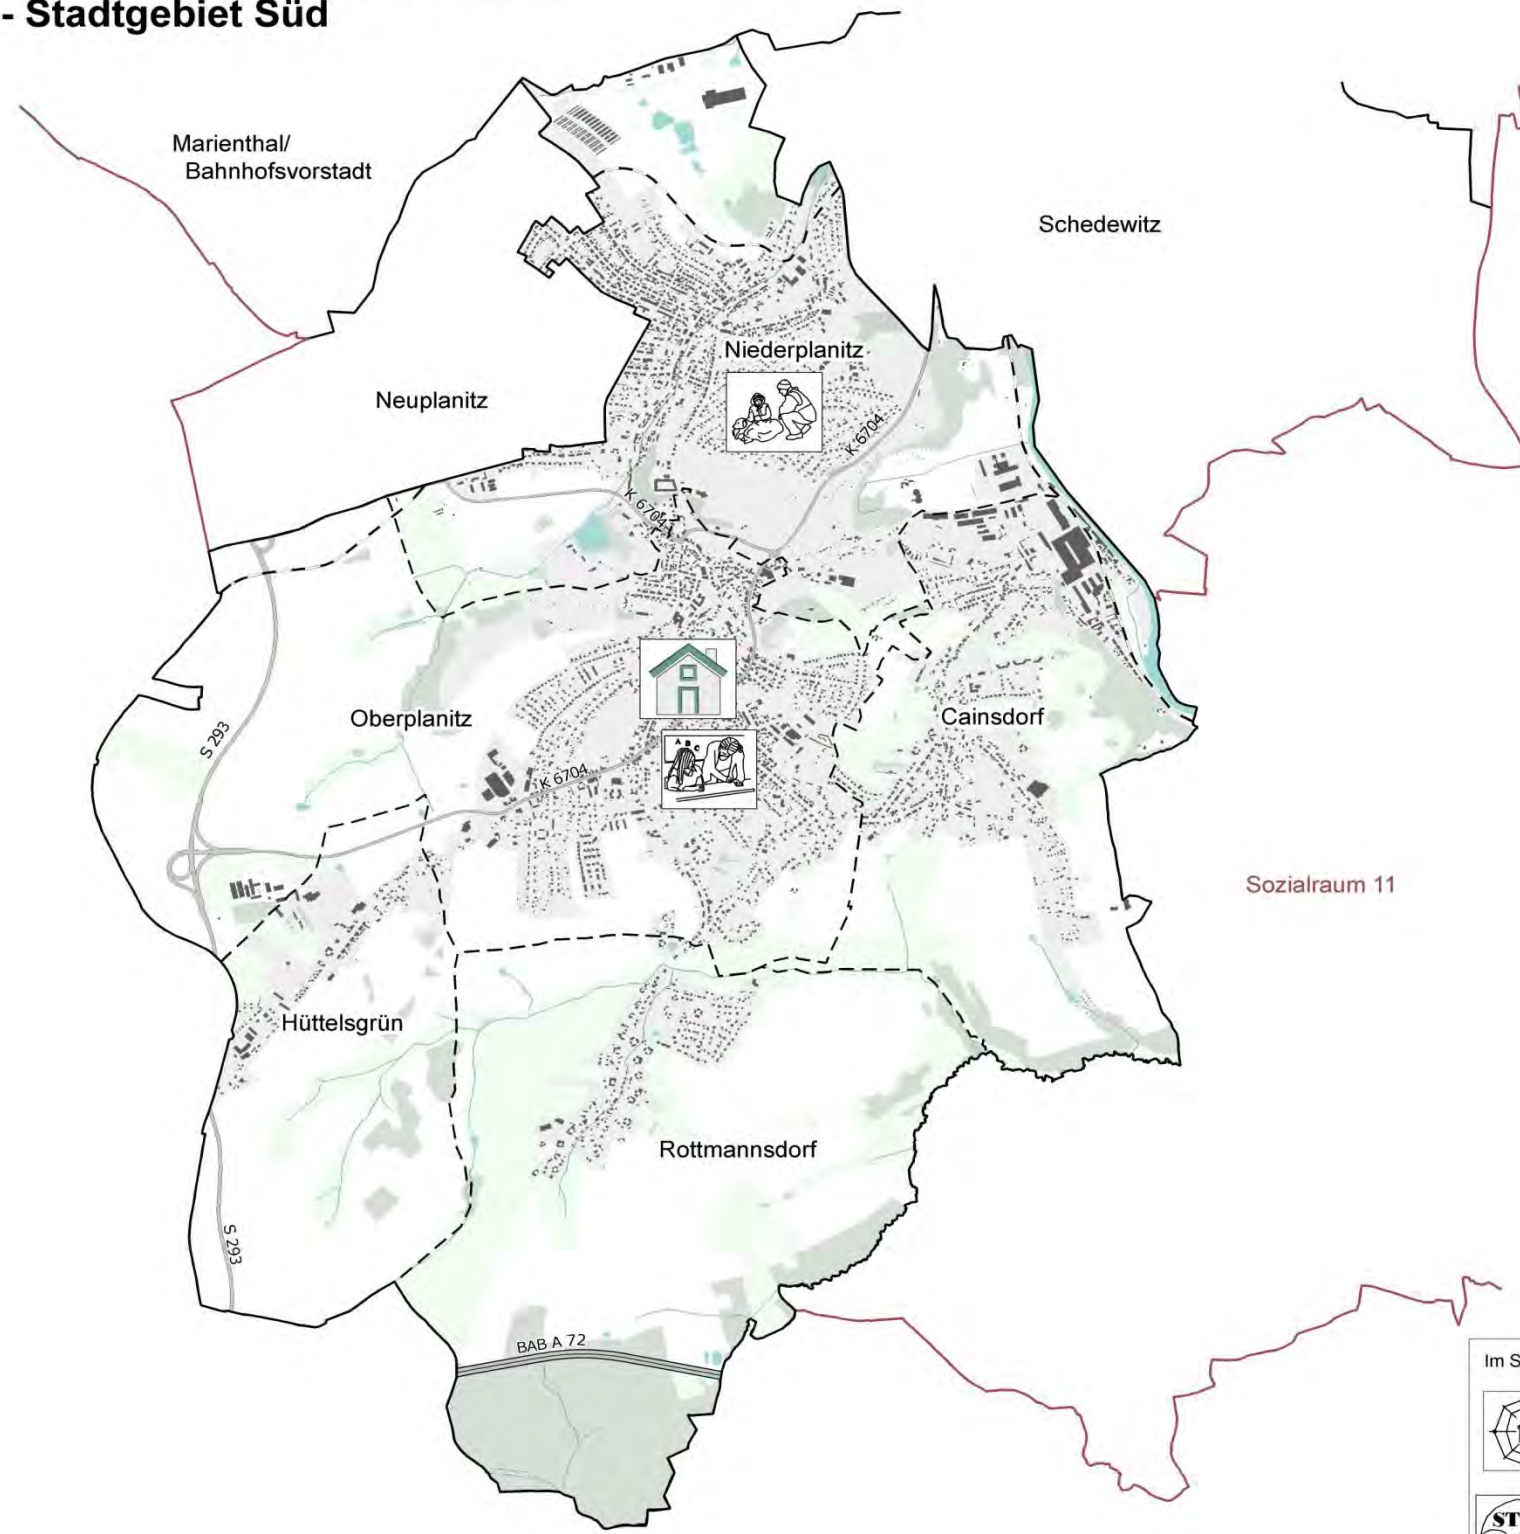 - Stadtgebiet Süd
Marienthal/
Bahnhofsvorstadt
Schedewitz
Niederplanitz
Neuplanitz
K 6704
K 6704
Oberplanitz
Cainsdorf
S 293
A B C
K 6704
Sozialraum 11
Hüttelsgrün
Rottmannsdorf
S 293
BAB A 72
Im S
ST